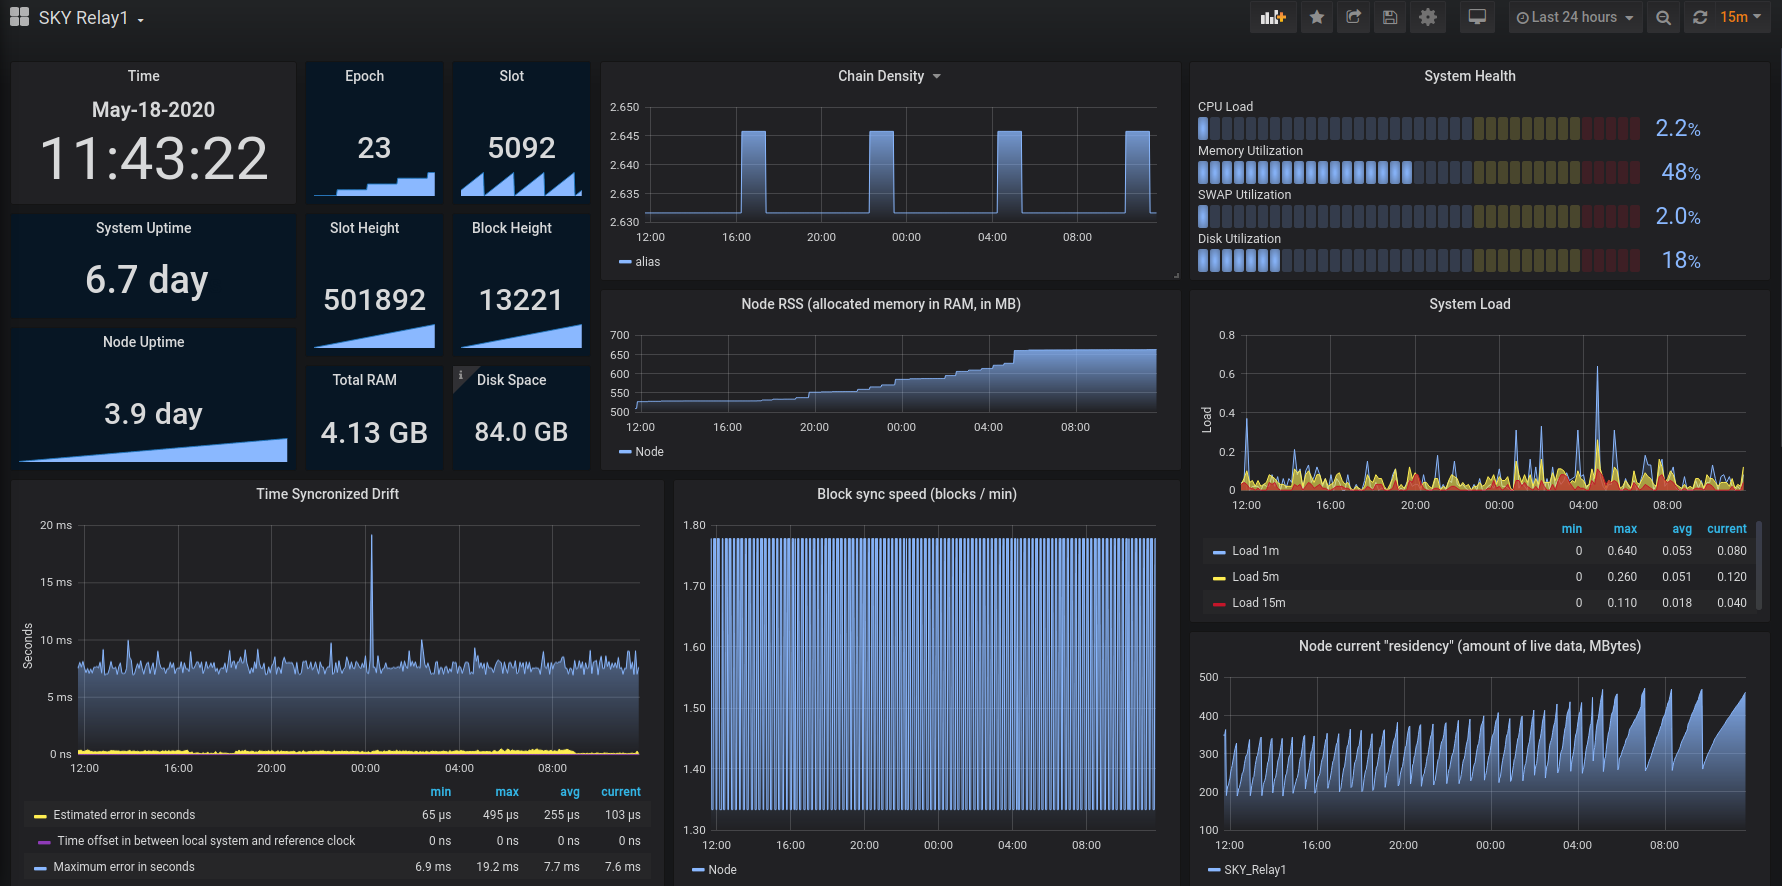 SKY Relay1
Last 24 hours
15m
Time
May-18-2020
11:43:22
Epoch
23
Slot
5092
System Uptime
6.7 day
Slot Height
501892
Block Height
13221
Node Uptime
3.9 day
Total RAM
4.13 GB
i
Disk Space
84.0 GB
Chain Density
2.650
2.645
2.640
2.635
2.630
12:00 16:00 20:00 00:00 04:00 08:00
alias
System Health
CPU Load
2.2%
Memory Utilization
48%
SWAP Utilization
2.0%
Disk Utilization
18%
Node RSS (allocated memory in RAM, in MB)
700
650
600
550
500
12:00 16:00 20:00 00:00 04:00 08:00
Node
System Load
Load
0.8
0.6
0.4
0.2
0
12:00 16:00 20:00 00:00 04:00 08:00
min max avg current
Load 1m 0 0.640 0.053 0.080
Load 5m 0 0.260 0.051 0.120
Load 15m 0 0.110 0.018 0.040
Time Syncronized Drift
Seconds
20 ms
15 ms
10 ms
5 ms
0 ns
12:00 16:00 20:00 00:00 04:00 08:00
min max avg current
Estimated error in seconds 65 µs 495 µs 255 µs 103 µs
Time offset in between local system and reference clock 0 ns 0 ns 0 ns 0 ns
Maximum error in seconds 6.9 ms 19.2 ms 7.7 ms 7.6 ms
Block sync speed (blocks / min)
1.80
1.70
1.60
1.50
1.40
1.30
12:00 16:00 20:00 00:00 04:00 08:00
Node
Node current "residency" (amount of live data, MBytes)
500
400
300
200
100
12:00 16:00 20:00 00:00 04:00 08:00
SKY_Relay1